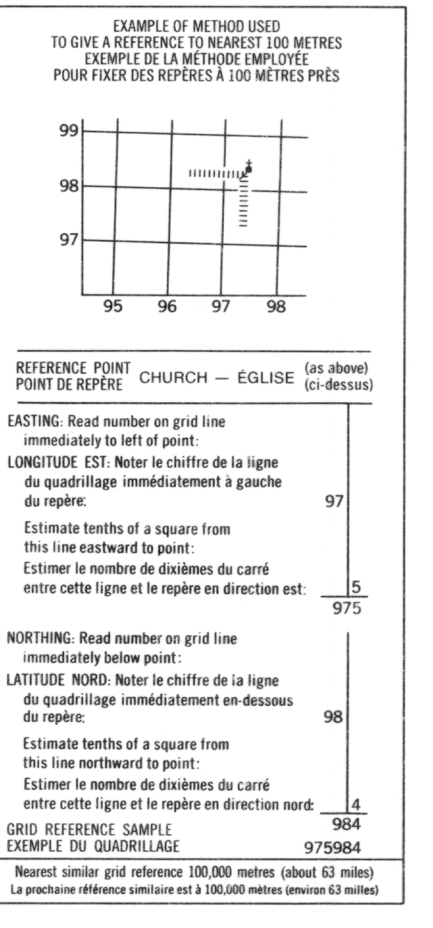 EXAMPLE OF METHOD USED
TO GIVE A REFERENCE TO NEAREST 100 METRES
EXEMPLE DE LA MÉTHODE EMPLOYÉE
POUR FIXER DES REPÈRES À 100 MÈTRES PRÈS
99
98
97
95 96 97 98
REFERENCE POINT
POINT DE REPÈRE CHURCH — ÉGLISE (as above)
(ci-dessus)
EASTING: Read number on grid line
immediately to left of point:
LONGITUDE EST: Noter le chiffre de la ligne
du quadrillage immédiatement à gauche
du repère: 97
Estimate tenths of a square from
this line eastward to point:
Estimer le nombre de dixièmes du carré
entre cette ligne et le repère en direction est: 5
975
NORTHING: Read number on grid line
immediately below point:
LATITUDE NORD: Noter le chiffre de la ligne
du quadrillage immédiatement en-dessous
du repère: 98
Estimate tenths of a square from
this line northward to point:
Estimer le nombre de dixièmes du carré
entre cette ligne et le repère en direction nord: 4
GRID REFERENCE SAMPLE 984
EXEMPLE DU QUADRILLAGE 975984
Nearest similar grid reference 100,000 metres (about 63 miles)
La prochaine référence similaire est à 100,000 mètres (environ 63 milles)